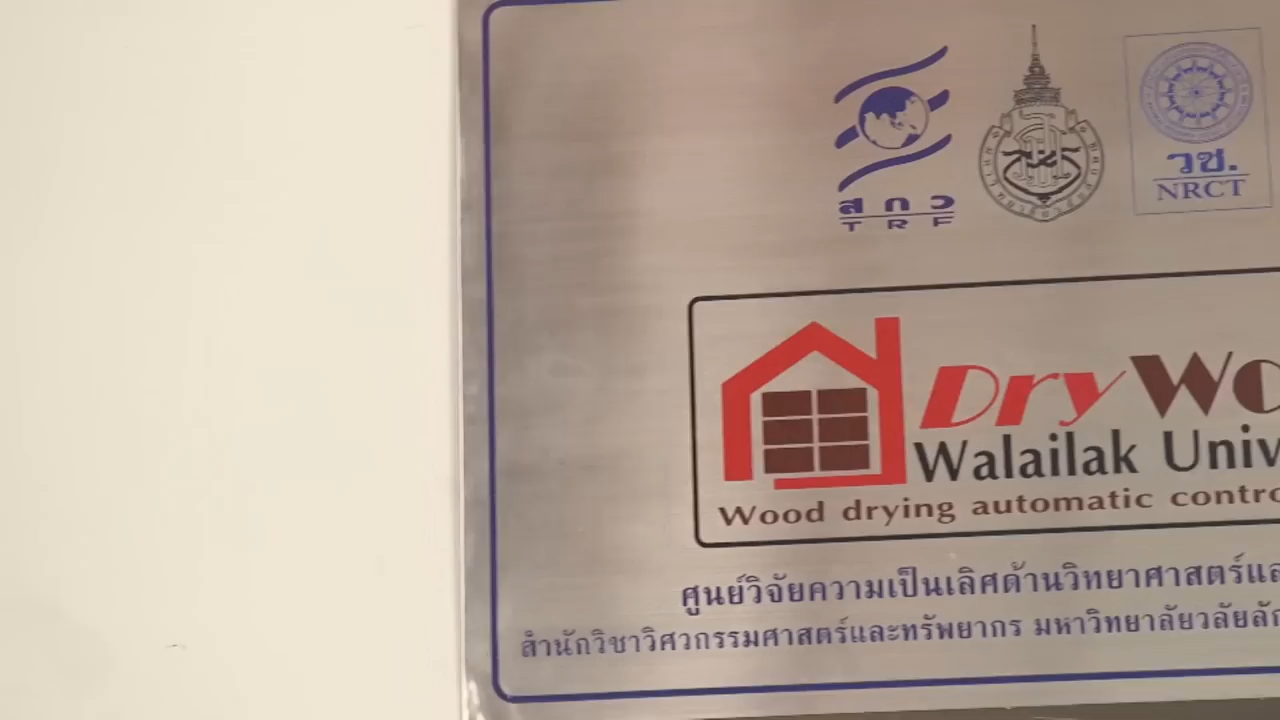 สกว
TRF
วช.
NRCT
Dry Wo
Walailak Univ
Wood drying automatic contro
ศูนย์วิจัยความเป็นเลิศด้านวิทยาศาสตร์แล
สำนักวิชาวิศวกรรมศาสตร์และทรัพยากร มหาวิทยาลัยวลัยลัก